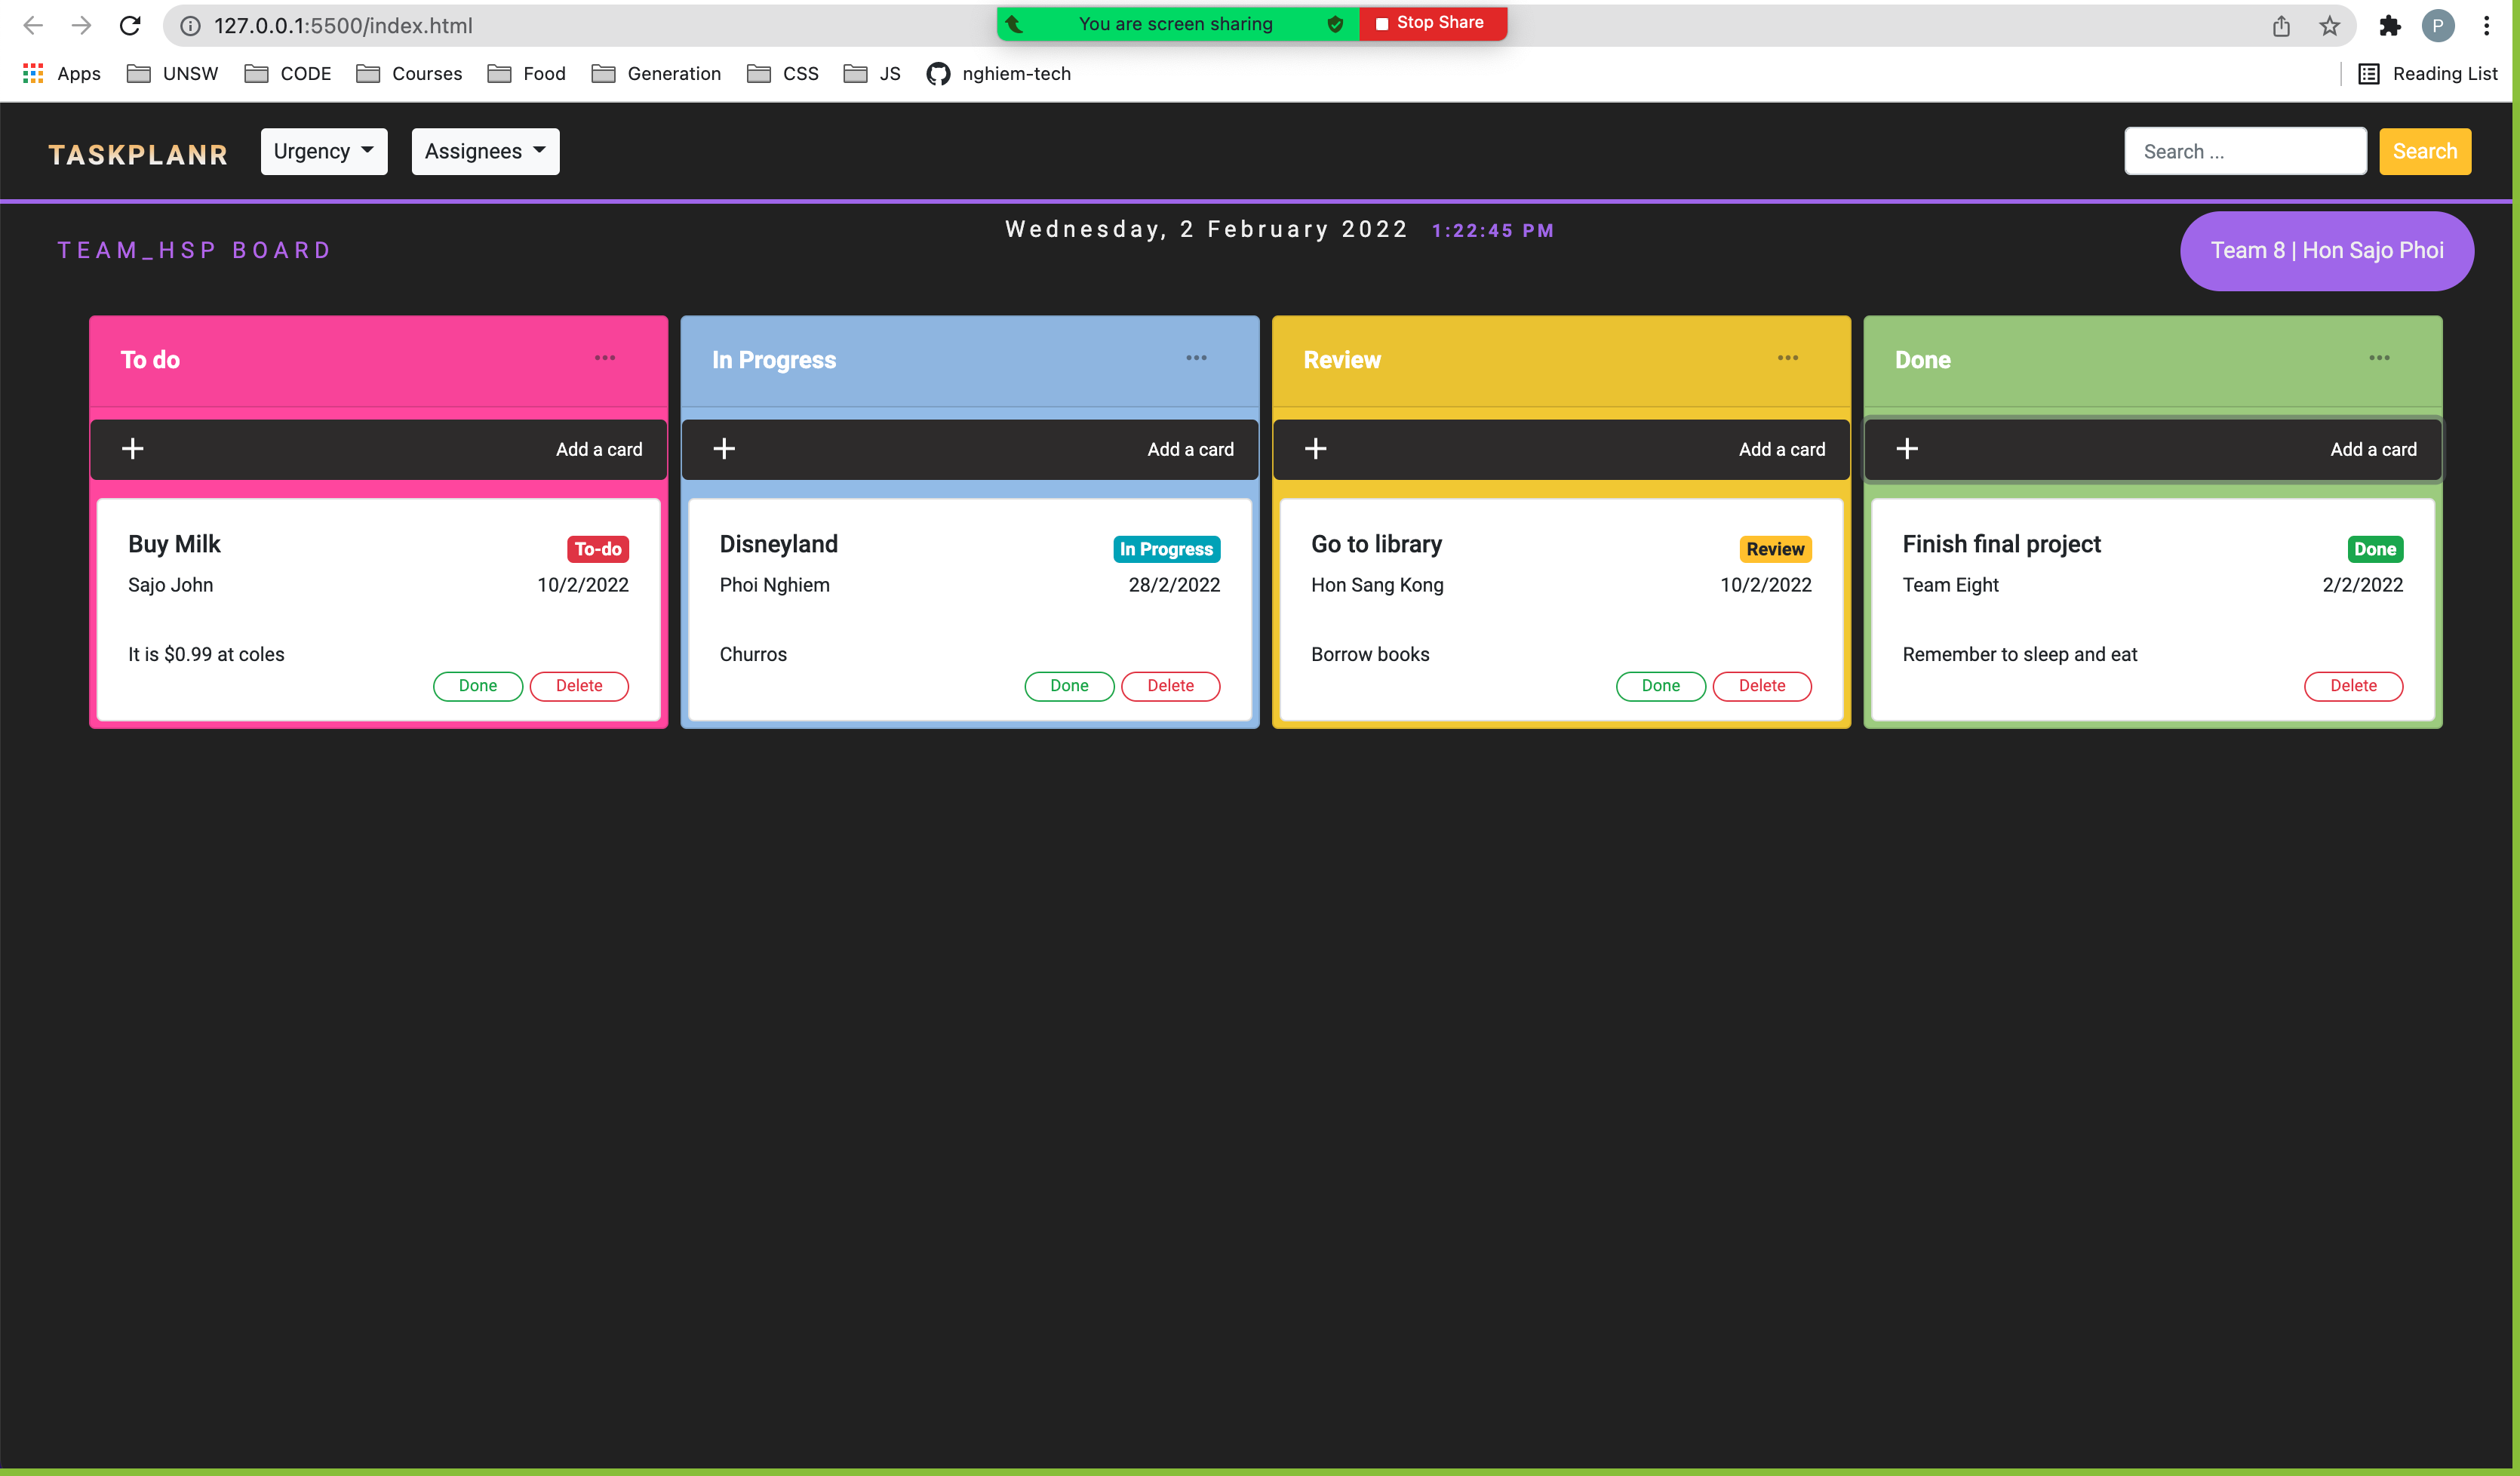 127.0.0.1:5500/index.html
You are screen sharing
Stop Share
P
Apps UNSW CODE Courses Food Generation CSS JS nghiem-tech Reading List
TASKPLANR Urgency Assignees Search ... Search
Wednesday, 2 February 2022 1:22:45 PM
TEAM_HSP BOARD
Team 8 | Hon Sajo Phoi
To do
Add a card
Buy Milk To-do
Sajo John 10/2/2022
It is $0.99 at coles
Done Delete
In Progress
Add a card
Disneyland In Progress
Phoi Nghiem 28/2/2022
Churros
Done Delete
Review
Add a card
Go to library Review
Hon Sang Kong 10/2/2022
Borrow books
Done Delete
Done
Add a card
Finish final project Done
Team Eight 2/2/2022
Remember to sleep and eat
Delete